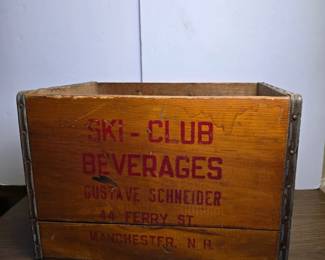 SKI-CLUB
BEVERAGES
GUSTAVE SCHNEIDER
44 FERRY ST.
MANCHESTER, N.H.